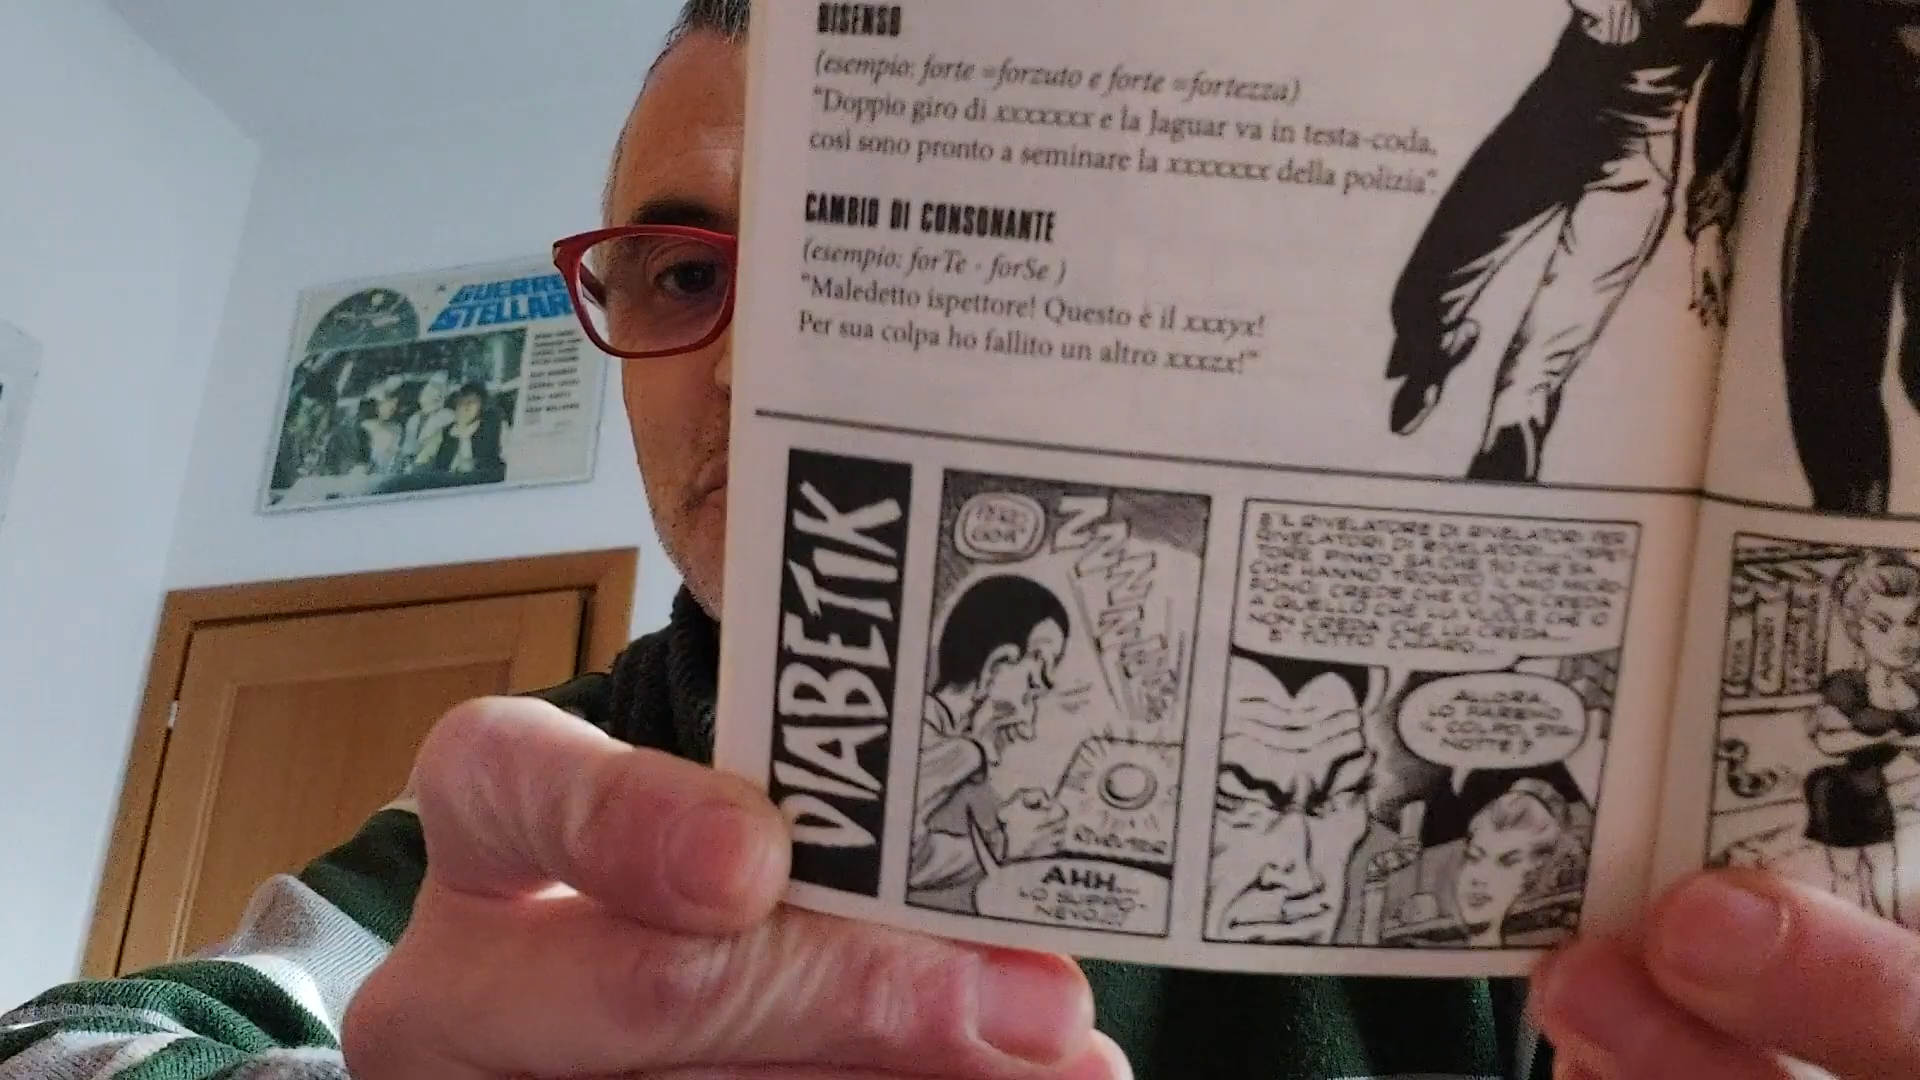 GUERRE
STELLARI
BISENSO
(esempio: forte =forzuto e forte =fortezza)
"Doppio giro di xxxxxxx e la Jaguar va in testa-coda,
così sono pronto a seminare la xxxxxxx della polizia".
CAMBIO DI CONSONANTE
(esempio: forTe - forSe )
"Maledetto ispettore! Questo è il xxxyx!
Per sua colpa ho fallito un altro xxxzx!"
DIABETIK
AHH...
LO SUPPO-
NEVO...!
E IL RIVELATORE DI RIVELATORI PER
RIVELATORI DI RIVELATORI... ISPET-
TORE PINKO SA CHE IO CHE SA
CHE HANNO TROVATO IL MIO MICRO
SONO! CREDE CHE IO NON CREDA
A QUELLO CHE LUI VUOLE CHE IO
NON CREDA CHE LUI CREDA...
E' TUTTO CHIARO...
ALLORA,
LO FAREMO
IL COLPO, STA-
NOTTE ?